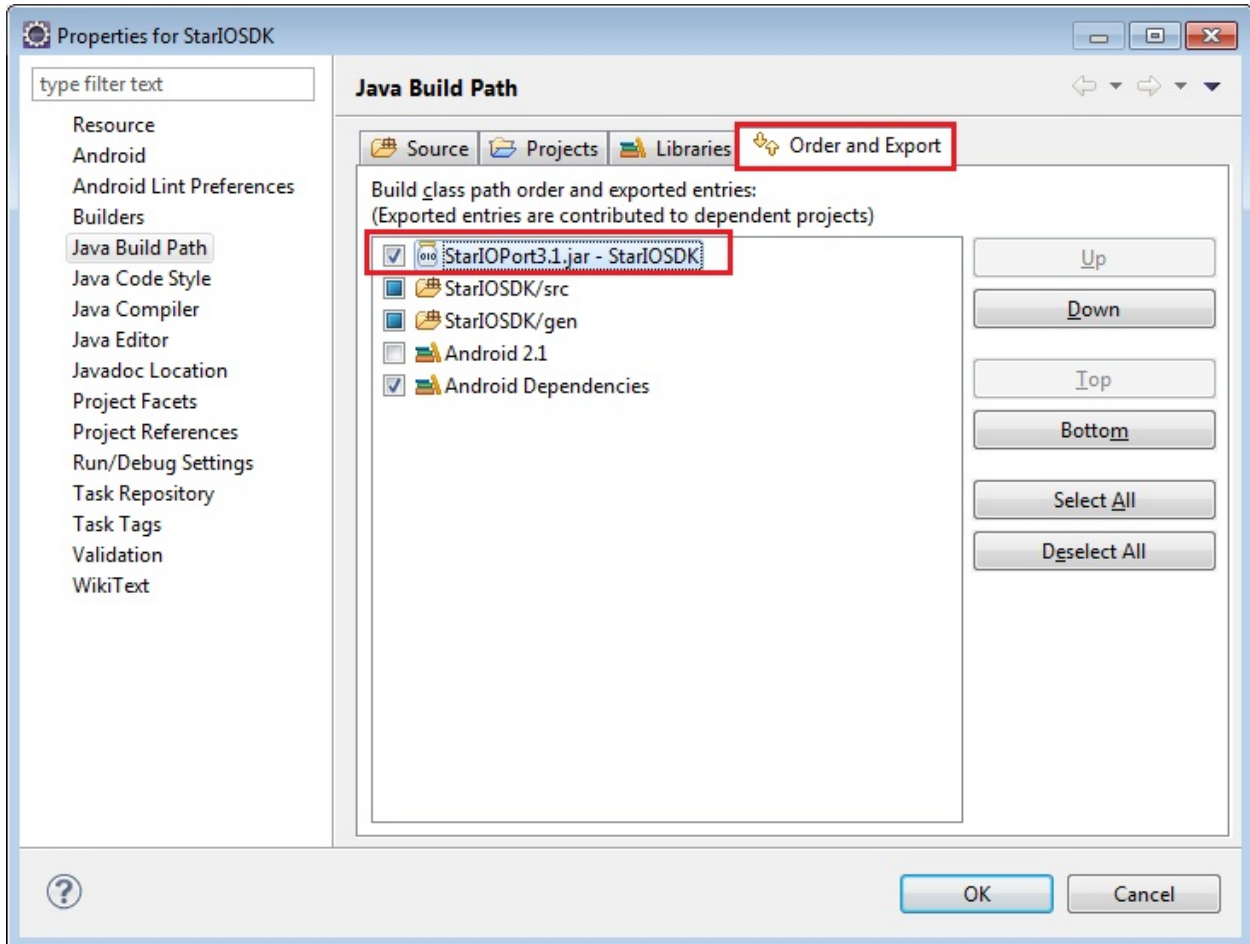 Properties for StarIOSDK
type filter text
Resource
Android
Android Lint Preferences
Builders
Java Build Path
Java Code Style
Java Compiler
Java Editor
Javadoc Location
Project Facets
Project References
Run/Debug Settings
Task Repository
Task Tags
Validation
WikiText
Java Build Path
Source Projects Libraries Order and Export
Build class path order and exported entries:
(Exported entries are contributed to dependent projects)
StarIOPort3.1.jar - StarIOSDK
StarIOSDK/src
StarIOSDK/gen
Android 2.1
Android Dependencies
Up
Down
Top
Bottom
Select All
Deselect All
OK Cancel